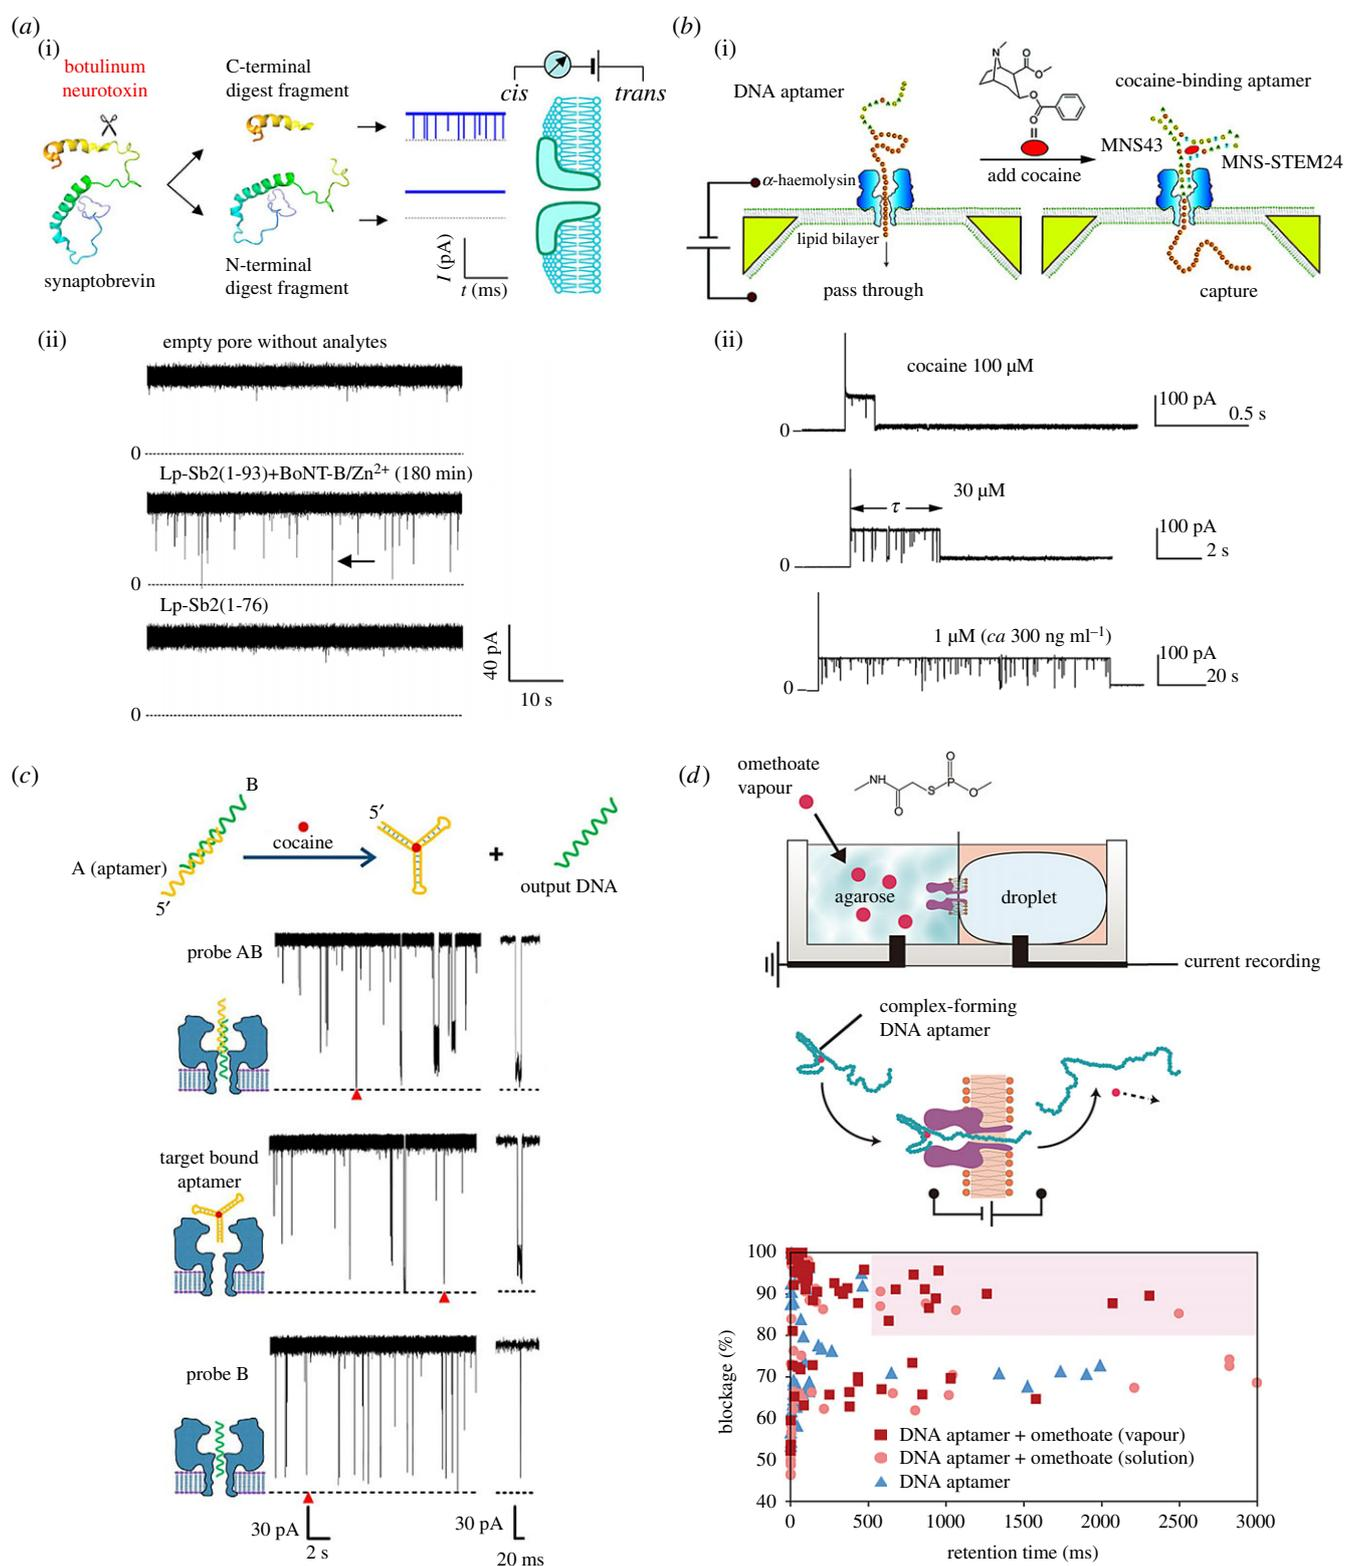 (a)
(i)
botulinum
neurotoxin
C-terminal
digest fragment
cis
trans
synaptobrevin
N-terminal
digest fragment
I (pA)
t (ms)
(ii)
empty pore without analytes
0
Lp-Sb2(1-93)+BoNT-B/Zn2+ (180 min)
0
Lp-Sb2(1-76)
0
40 pA
10 s
(b)
(i)
DNA aptamer
N
O
O
O
O
cocaine-binding aptamer
MNS43
MNS-STEM24
add cocaine
α-haemolysin
lipid bilayer
pass through
capture
(ii)
cocaine 100 µM
0
100 pA
0.5 s
30 µM
τ
0
100 pA
2 s
1 µM (ca 300 ng ml–1)
0
100 pA
20 s
(c)
B
cocaine
A (aptamer)
5′
5′
+
output DNA
probe AB
target bound
aptamer
probe B
30 pA
2 s
30 pA
20 ms
(d)
omethoate
vapour
NH
O
S
P
O
O
agarose
droplet
current recording
complex-forming
DNA aptamer
blockage (%)
100
90
80
70
60
50
40
DNA aptamer + omethoate (vapour)
DNA aptamer + omethoate (solution)
DNA aptamer
0
500
1000
1500
2000
2500
3000
retention time (ms)